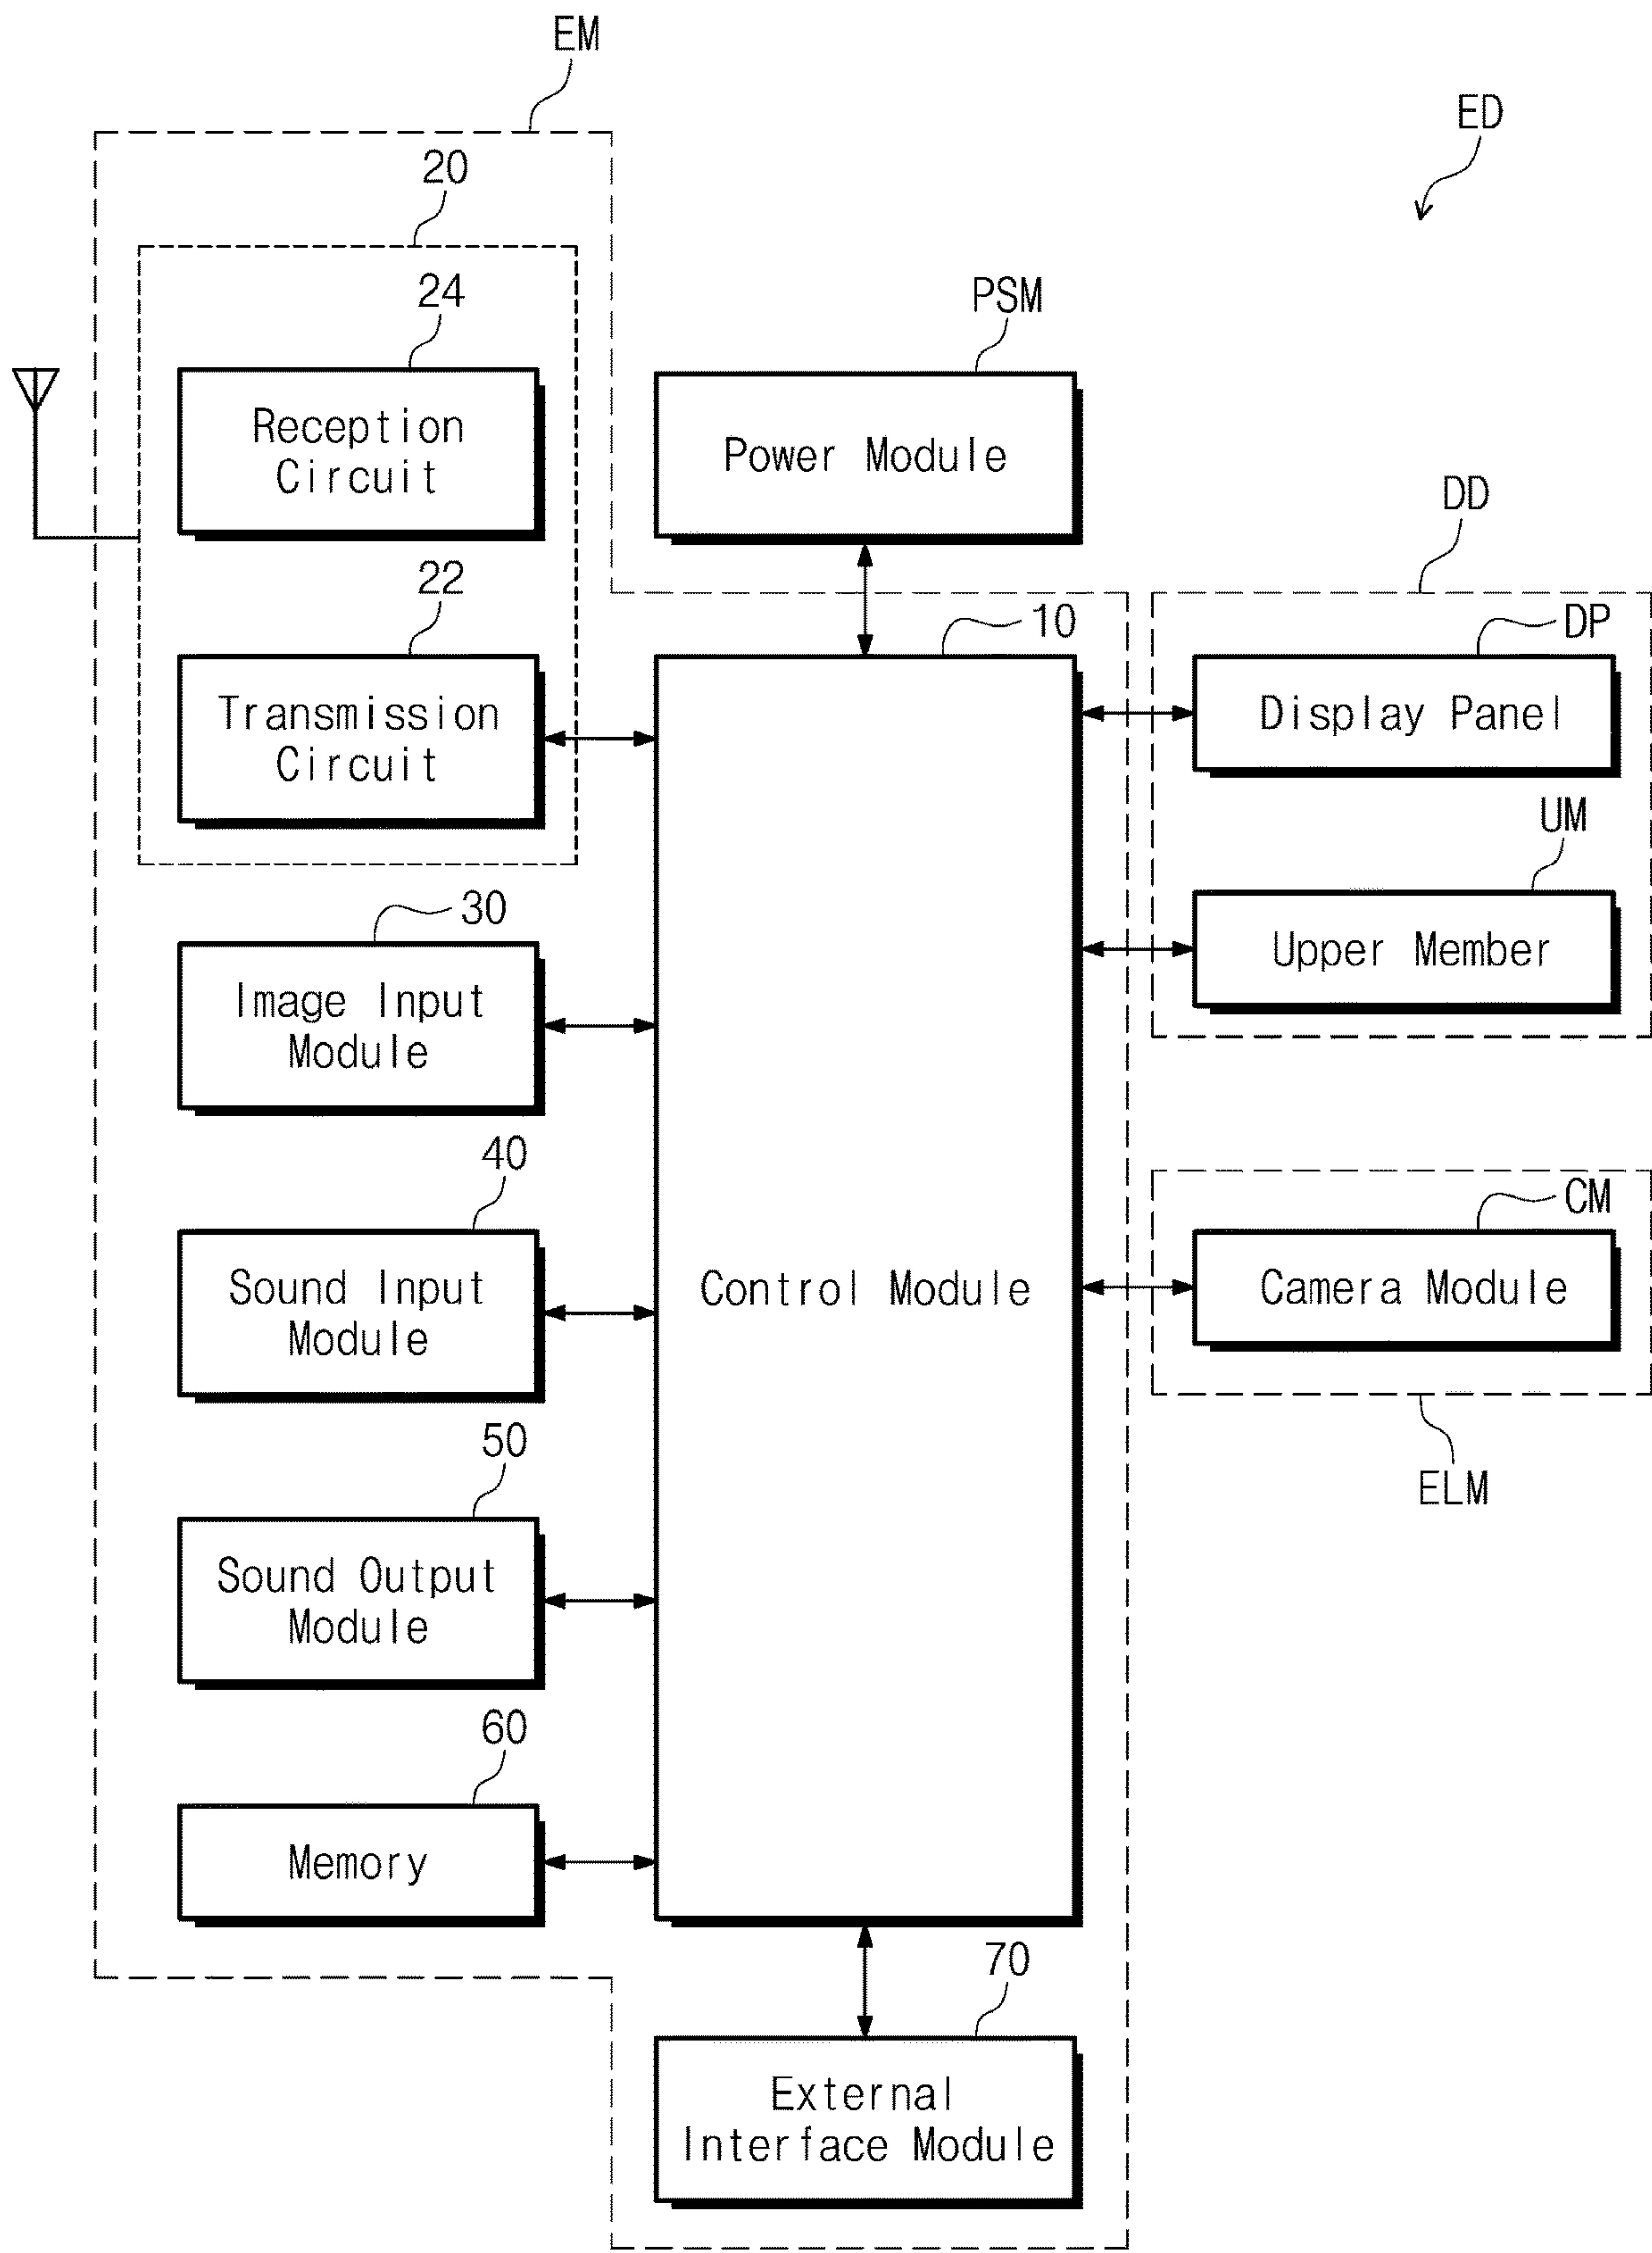 EM
ED
20
24
PSM
Reception
Circuit
Power Module
DD
22
10
DP
Transmission
Circuit
Display Panel
UM
30
Upper Member
Image Input
Module
40
CM
Sound Input
Module
Control Module
Camera Module
50
ELM
Sound Output
Module
60
Memory
70
External
Interface Module